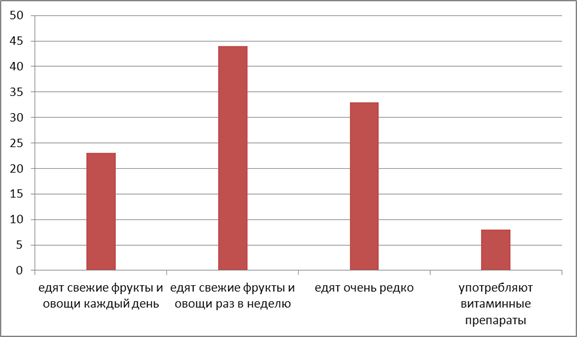 50
45
40
35
30
25
20
15
10
5
0
едят свежие фрукты и
овощи каждый день
едят свежие фрукты и
овощи раз в неделю
едят очень редко
употребляют
витаминные
препараты